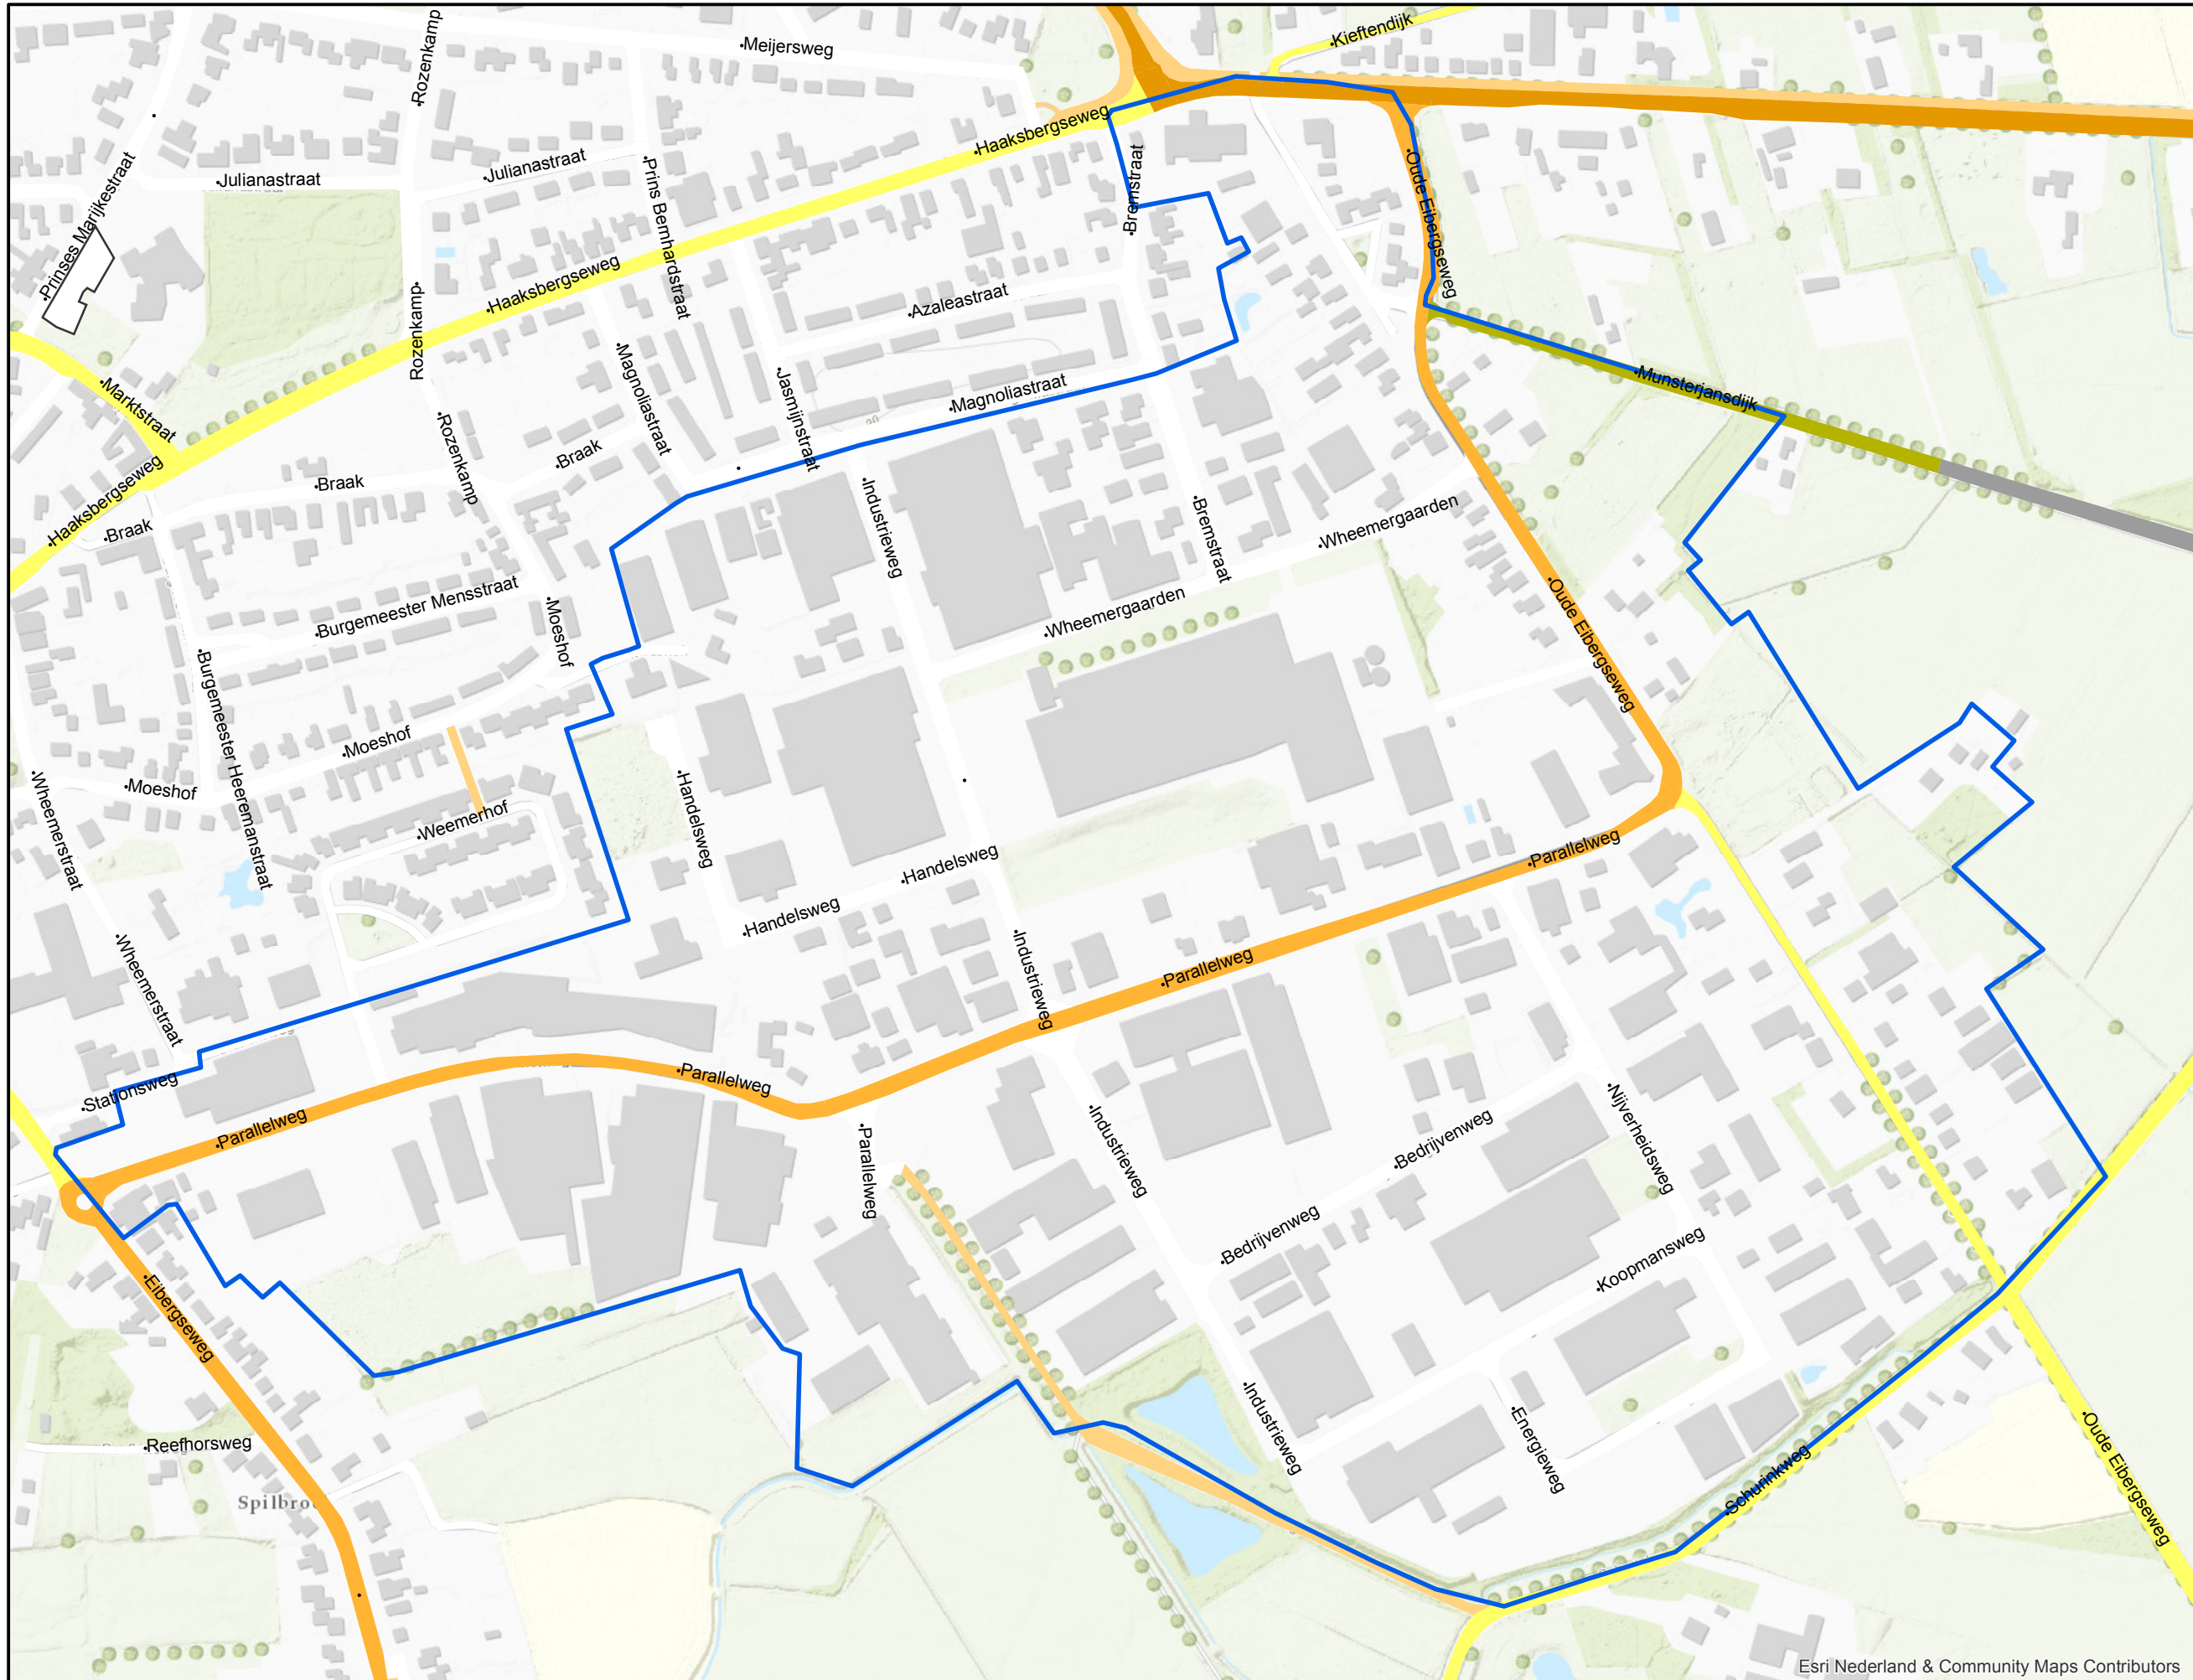 Kieftendijk
Rozenkamp
Meijersweg
Haaksbergseweg
Prinses Marijkestraat
Julianastraat
Julianastraat
Prins Bernhardstraat
Bremstraat
Oude Eibergseweg
Haaksbergseweg
Rozenkamp
Azaleastraat
Magnoliastraat
Marktstraat
Jasmijnstraat
Magnoliastraat
Munsterjansdijk
Rozenkamp
Braak
Haaksbergseweg
Braak
Braak
Industrieweg
Bremstraat
Wheemergaarden
Burgemeester Mensstraat
Moeshof
Wheemergaarden
Oude Eibergseweg
Burgemeester Heeremanstraat
Moeshof
Moeshof
Wheemerstraat
Weemerhof
Handelsweg
Handelsweg
Handelsweg
Parallelweg
Wheemerstraat
Industrieweg
Parallelweg
Stationsweg
Parallelweg
Parallelweg
Parallelweg
Industrieweg
Bedrijvenweg
Nijverheidsweg
Bedrijvenweg
Koopmansweg
Eibergseweg
Industrieweg
Energieweg
Oude Eibergseweg
Reefhorsweg
Schurinkweg
Esri Nederland & Community Maps Contributors